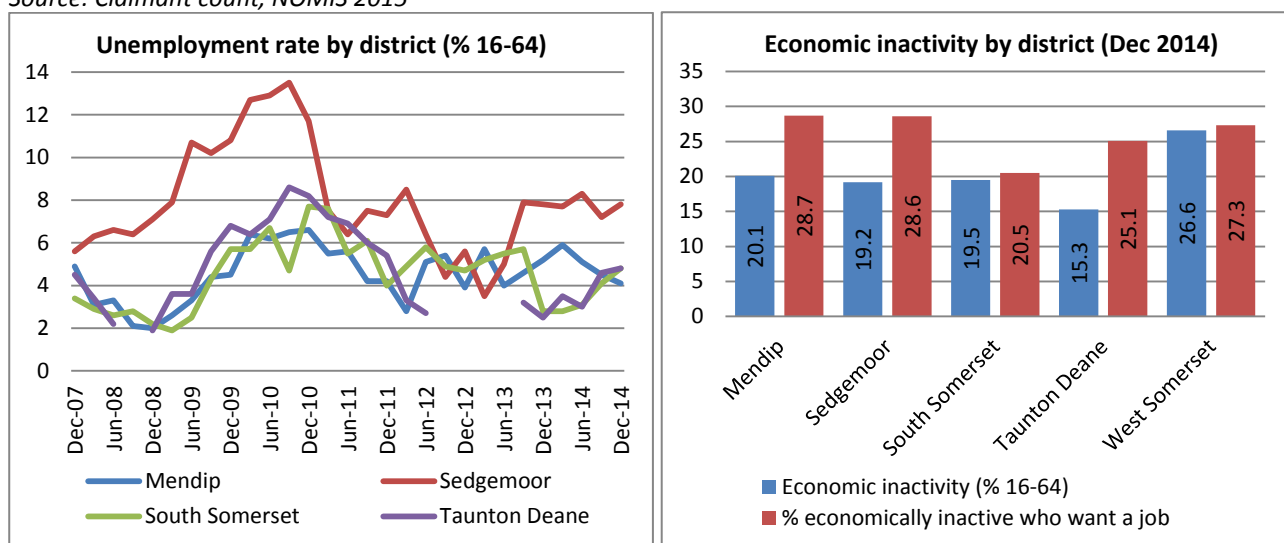 Source: Claimant count, NOMIS 2015
Unemployment rate by district (% 16-64)
14
12
10
8
6
4
2
0
Dec-07
Jun-08
Dec-08
Jun-09
Dec-09
Jun-10
Dec-10
Jun-11
Dec-11
Jun-12
Dec-12
Jun-13
Dec-13
Jun-14
Dec-14
Mendip
Sedgemoor
South Somerset
Taunton Deane
Economic inactivity by district (Dec 2014)
35
30
25
20
15
10
5
0
20.1
28.7
19.2
28.6
19.5
20.5
15.3
25.1
26.6
27.3
Mendip
Sedgemoor
South Somerset
Taunton Deane
West Somerset
Economic inactivity (% 16-64)
% economically inactive who want a job